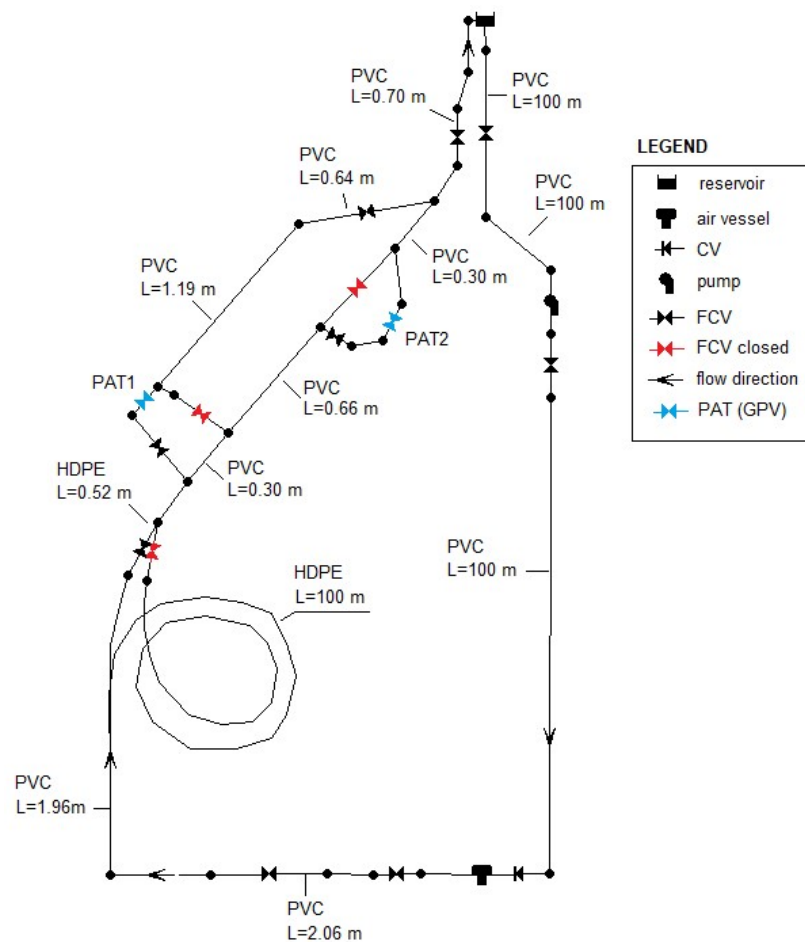 PVC
L=0.70 m
PVC
L=100 m
PVC
L=0.64 m
PVC
L=100 m
PVC
L=1.19 m
PVC
L=0.30 m
PAT2
PAT1
PVC
L=0.66 m
HDPE
L=0.52 m
PVC
L=0.30 m
PVC
L=100 m
HDPE
L=100 m
PVC
L=1.96m
PVC
L=2.06 m
LEGEND
reservoir
air vessel
CV
pump
FCV
FCV closed
flow direction
PAT (GPV)